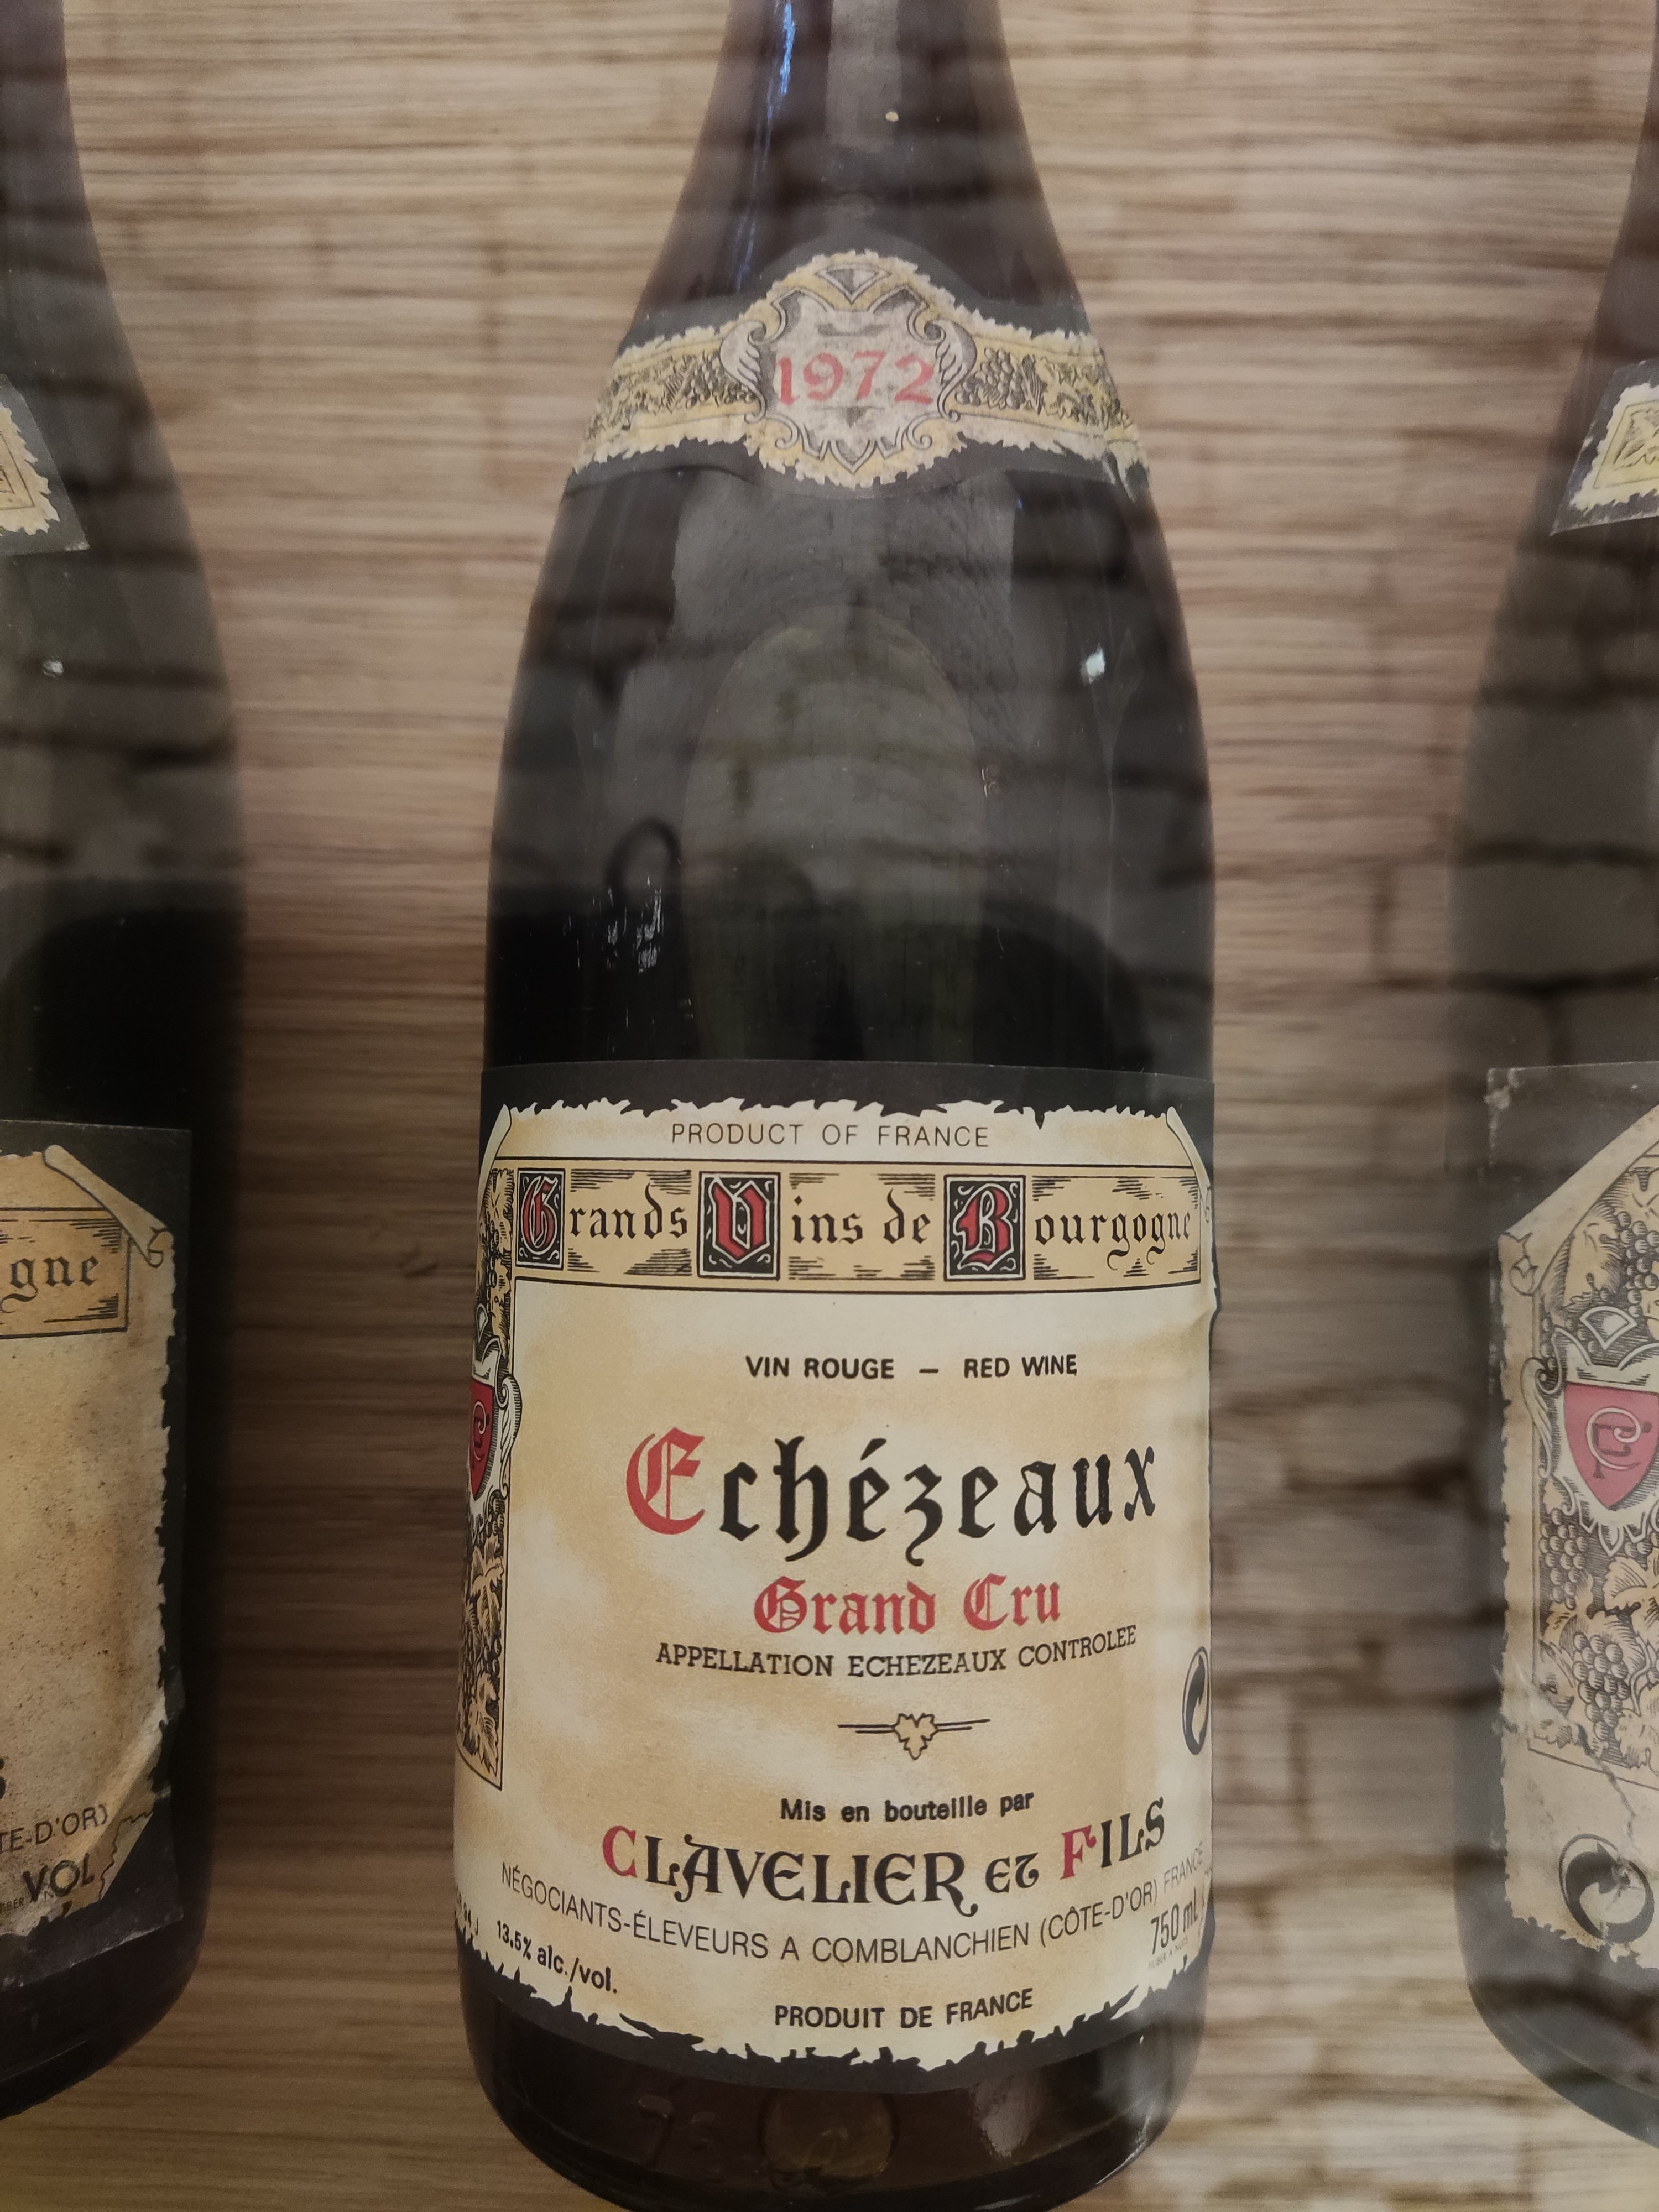 1972
PRODUCT OF FRANCE
Grands Vins de Bourgogne
VIN ROUGE – RED WINE
Echézeaux
Grand Cru
APPELLATION ECHEZEAUX CONTROLEE
Mis en bouteille par
CLAVELIER ET FILS
NÉGOCIANTS-ÉLEVEURS A COMBLANCHIEN (CÔTE-D'OR) FRANCE
13.5% alc./vol.
750 ml
PRODUIT DE FRANCE
gne
TE-D'OR)
VOL